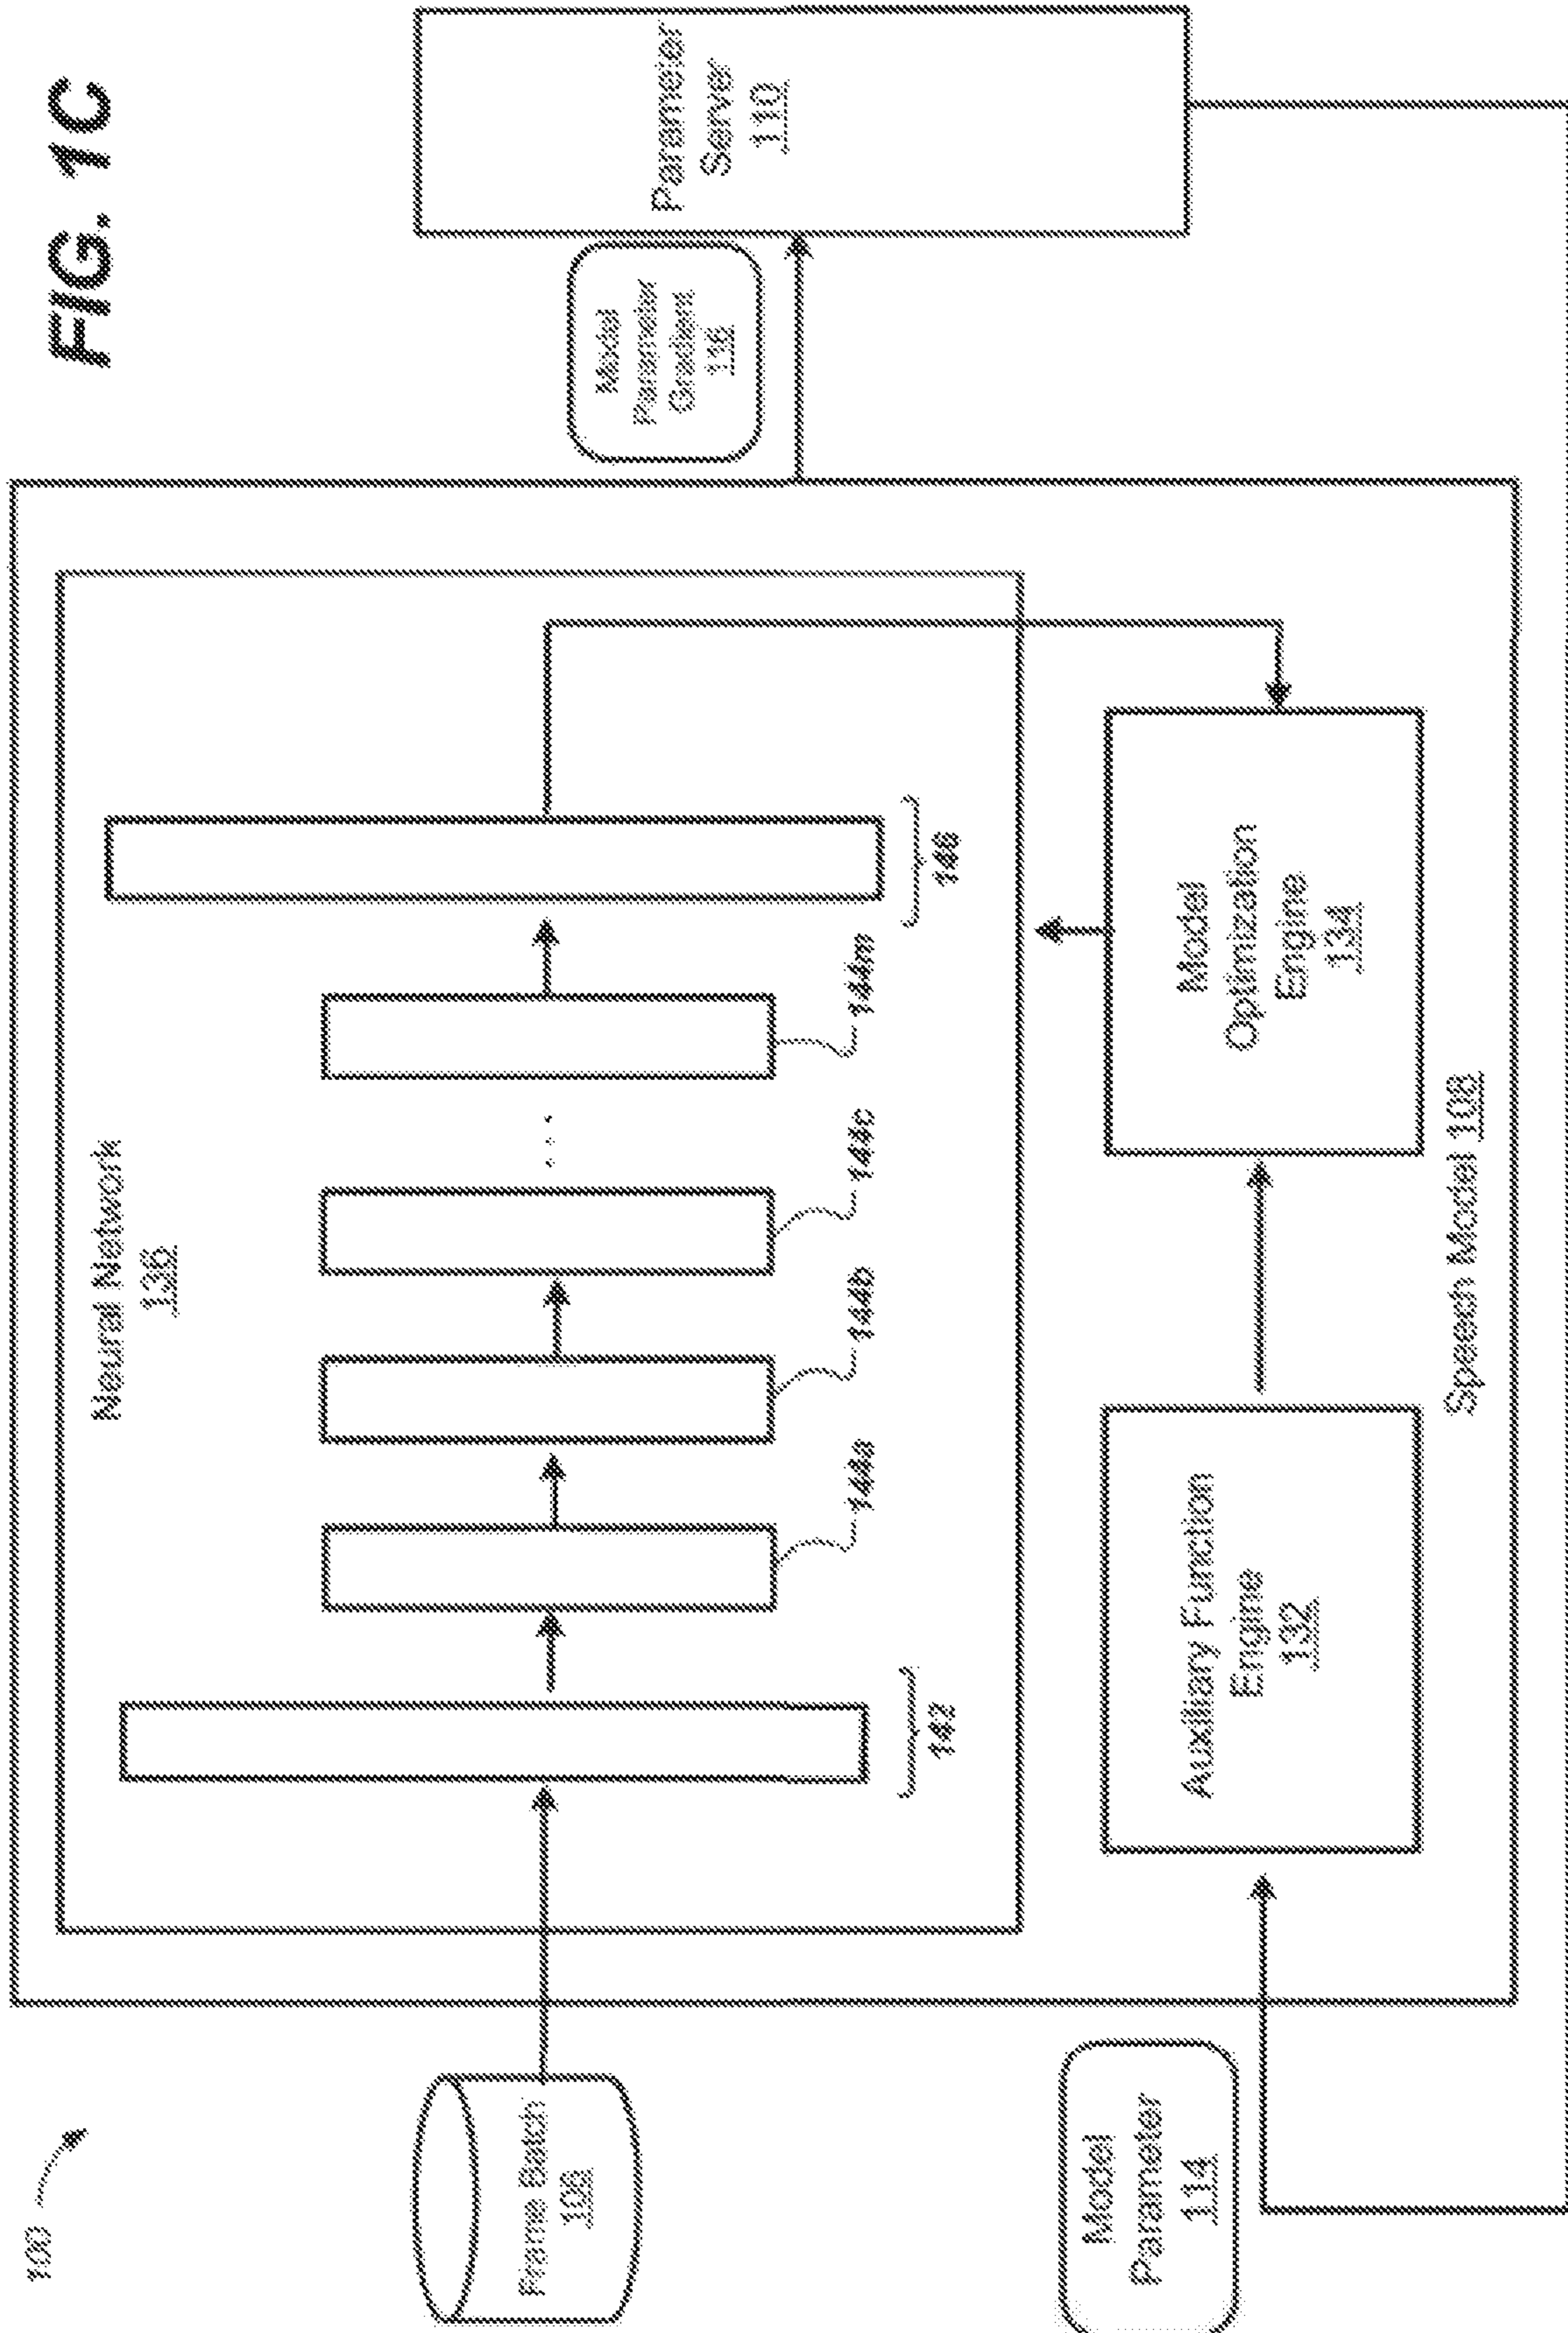 FIG. 1C
100
Neural Network
136
Frame Batch
106
142
144a
144b
144c
...
144m
146
Model
Parameter
Gradient
116
Parameter
Server
110
Model
Parameter
114
Auxiliary Function
Engine
132
Model
Optimization
Engine
134
Speech Model 108